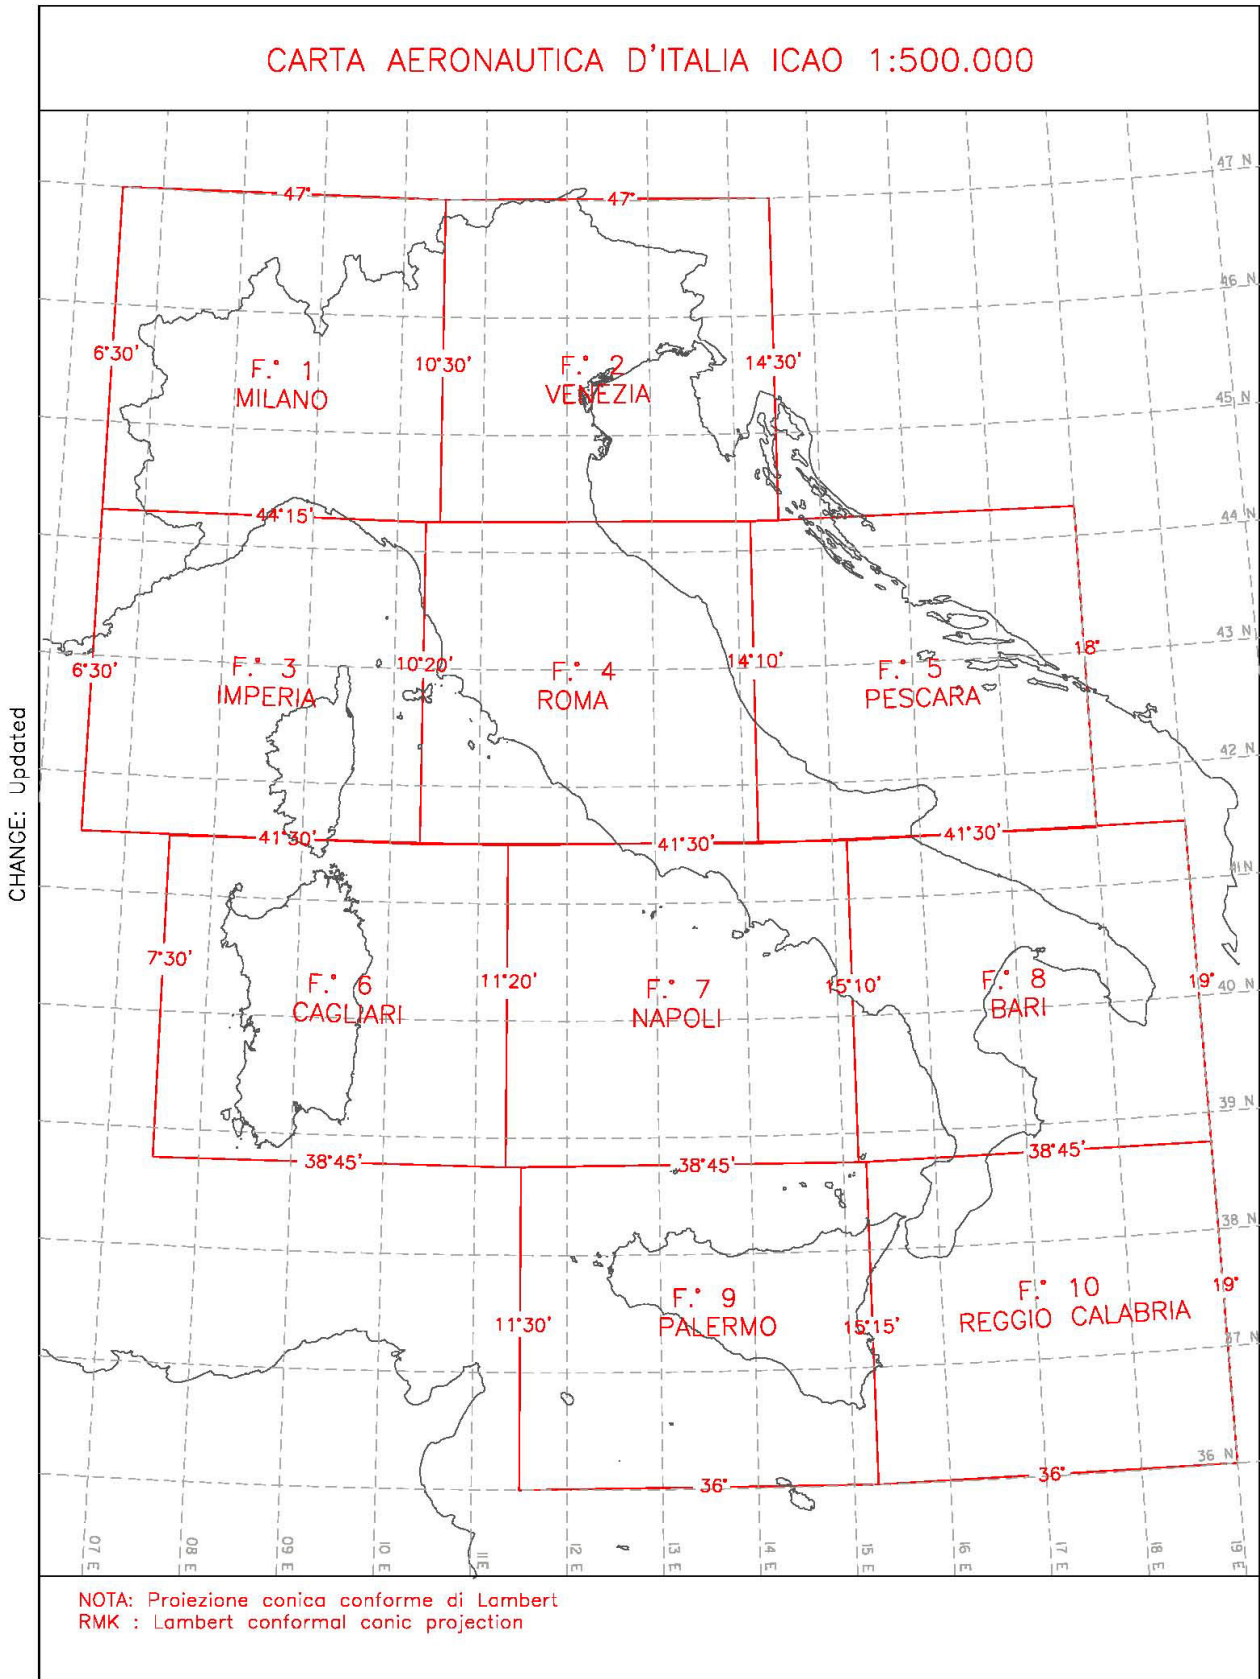 CARTA AERONAUTICA D'ITALIA ICAO 1:500.000
47 N
47°
47°
46 N
6°30'
10°30'
14°30'
F.° 1
MILANO
F.° 2
VENEZIA
45 N
44°15'
44 N
43 N
6°30'
10°20'
14°10'
18°
F.° 3
IMPERIA
F.° 4
ROMA
F.° 5
PESCARA
42 N
41°30'
41°30'
41°30'
CHANGE: Updated
41 N
7°30'
11°20'
15°10'
19°
F.° 6
CAGLIARI
F.° 7
NAPOLI
F.° 8
BARI
40 N
39 N
38°45'
38°45'
38°45'
38 N
F.° 9
PALERMO
F.° 10
REGGIO CALABRIA
11°30'
15°15'
19°
37 N
36 N
36°
36°
07 E
08 E
09 E
10 E
11E
12 E
13 E
14 E
15 E
16 E
17 E
18 E
19 E
NOTA: Proiezione conica conforme di Lambert
RMK : Lambert conformal conic projection